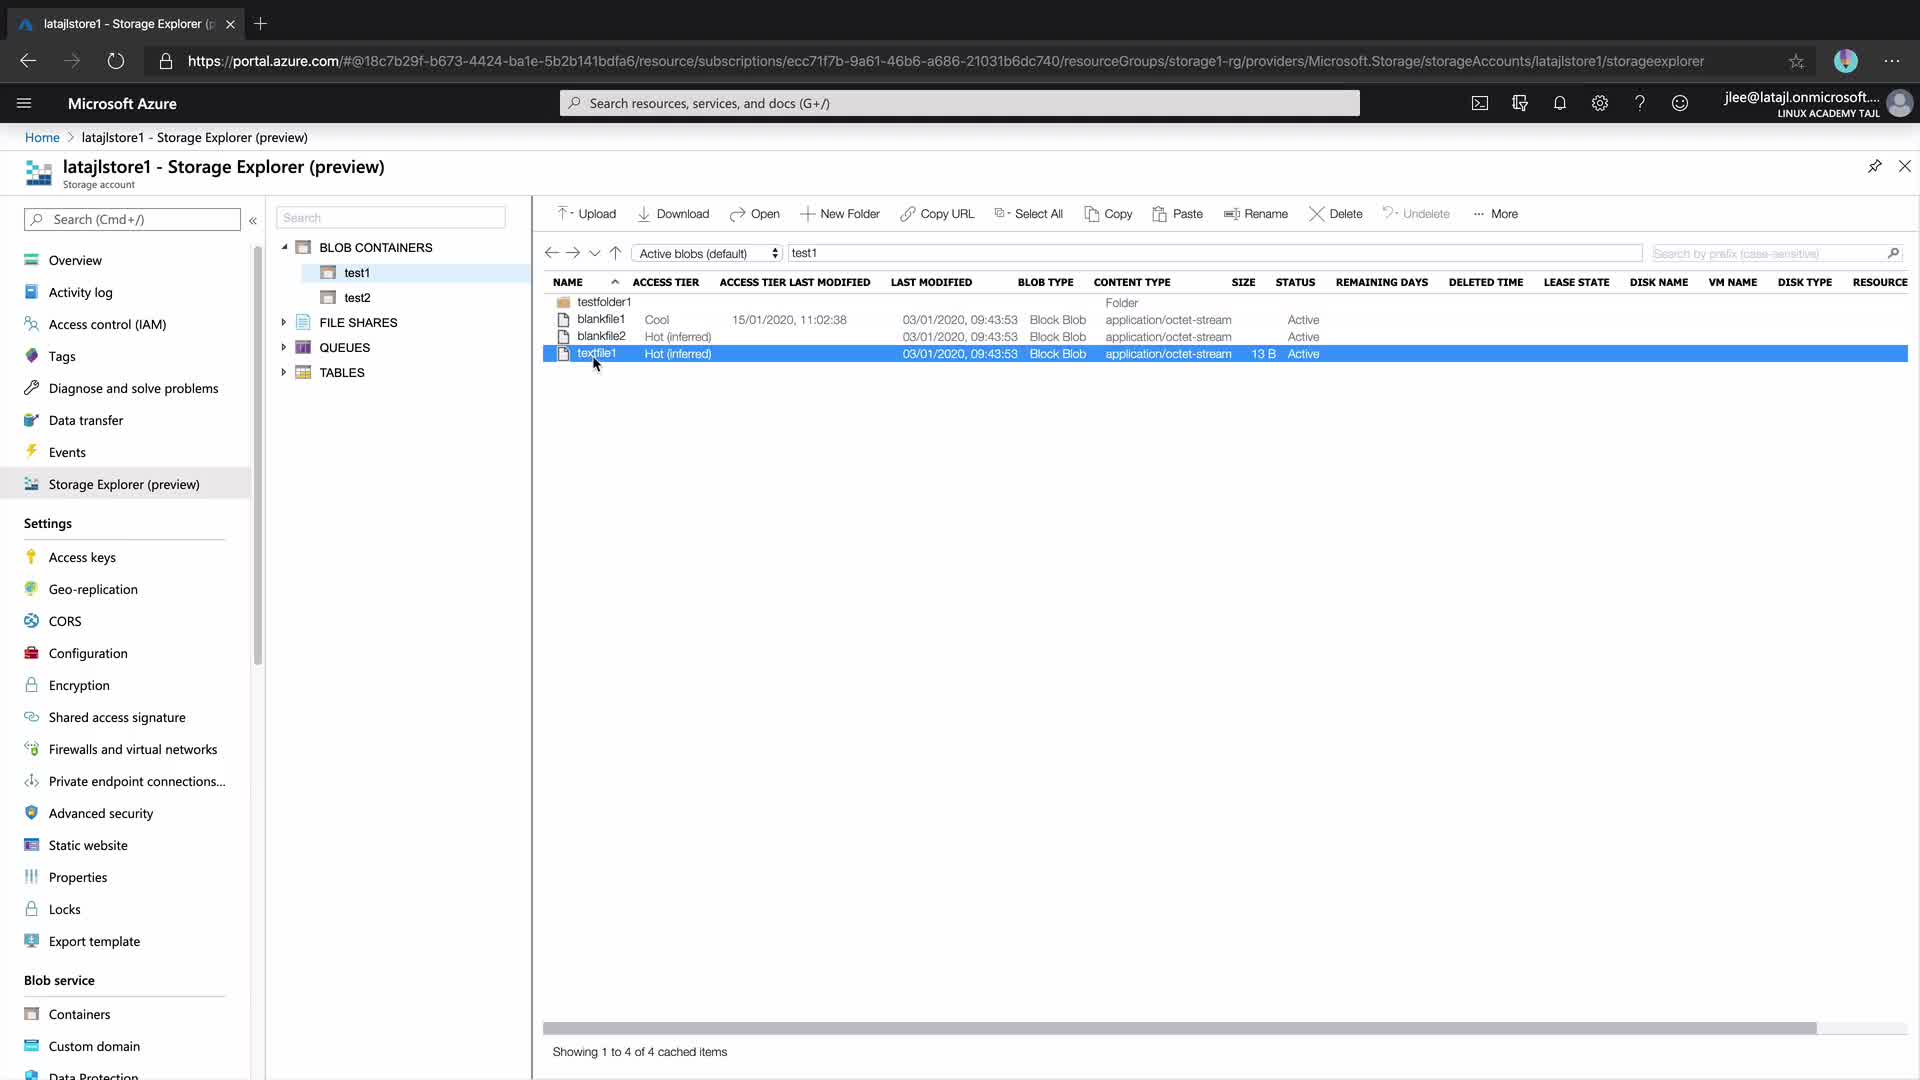 latajlstore1 - Storage Explorer (p
https://portal.azure.com/#@18c7b29f-b673-4424-ba1e-5b2b141bdfa6/resource/subscriptions/ecc71f7b-9a61-46b6-a686-21031b6dc740/resourceGroups/storage1-rg/providers/Microsoft.Storage/storageAccounts/latajlstore1/storageexplorer
Microsoft Azure
Search resources, services, and docs (G+/)
jlee@latajl.onmicrosoft....
LINUX ACADEMY TAJL
Home > latajlstore1 - Storage Explorer (preview)
latajlstore1 - Storage Explorer (preview)
Storage account
Search (Cmd+/)
«
Overview
Activity log
Access control (IAM)
Tags
Diagnose and solve problems
Data transfer
Events
Storage Explorer (preview)
Settings
Access keys
Geo-replication
CORS
Configuration
Encryption
Shared access signature
Firewalls and virtual networks
Private endpoint connections...
Advanced security
Static website
Properties
Locks
Export template
Blob service
Containers
Custom domain
Data Protection
Search
BLOB CONTAINERS
test1
test2
FILE SHARES
QUEUES
TABLES
Upload Download Open New Folder Copy URL Select All Copy Paste Rename Delete Undelete ... More
Active blobs (default) test1 Search by prefix (case-sensitive)
NAME ACCESS TIER ACCESS TIER LAST MODIFIED LAST MODIFIED BLOB TYPE CONTENT TYPE SIZE STATUS REMAINING DAYS DELETED TIME LEASE STATE DISK NAME VM NAME DISK TYPE RESOURCE
testfolder1 Folder
blankfile1 Cool 15/01/2020, 11:02:38 03/01/2020, 09:43:53 Block Blob application/octet-stream Active
blankfile2 Hot (inferred) 03/01/2020, 09:43:53 Block Blob application/octet-stream Active
textfile1 Hot (inferred) 03/01/2020, 09:43:53 Block Blob application/octet-stream 13 B Active
Showing 1 to 4 of 4 cached items